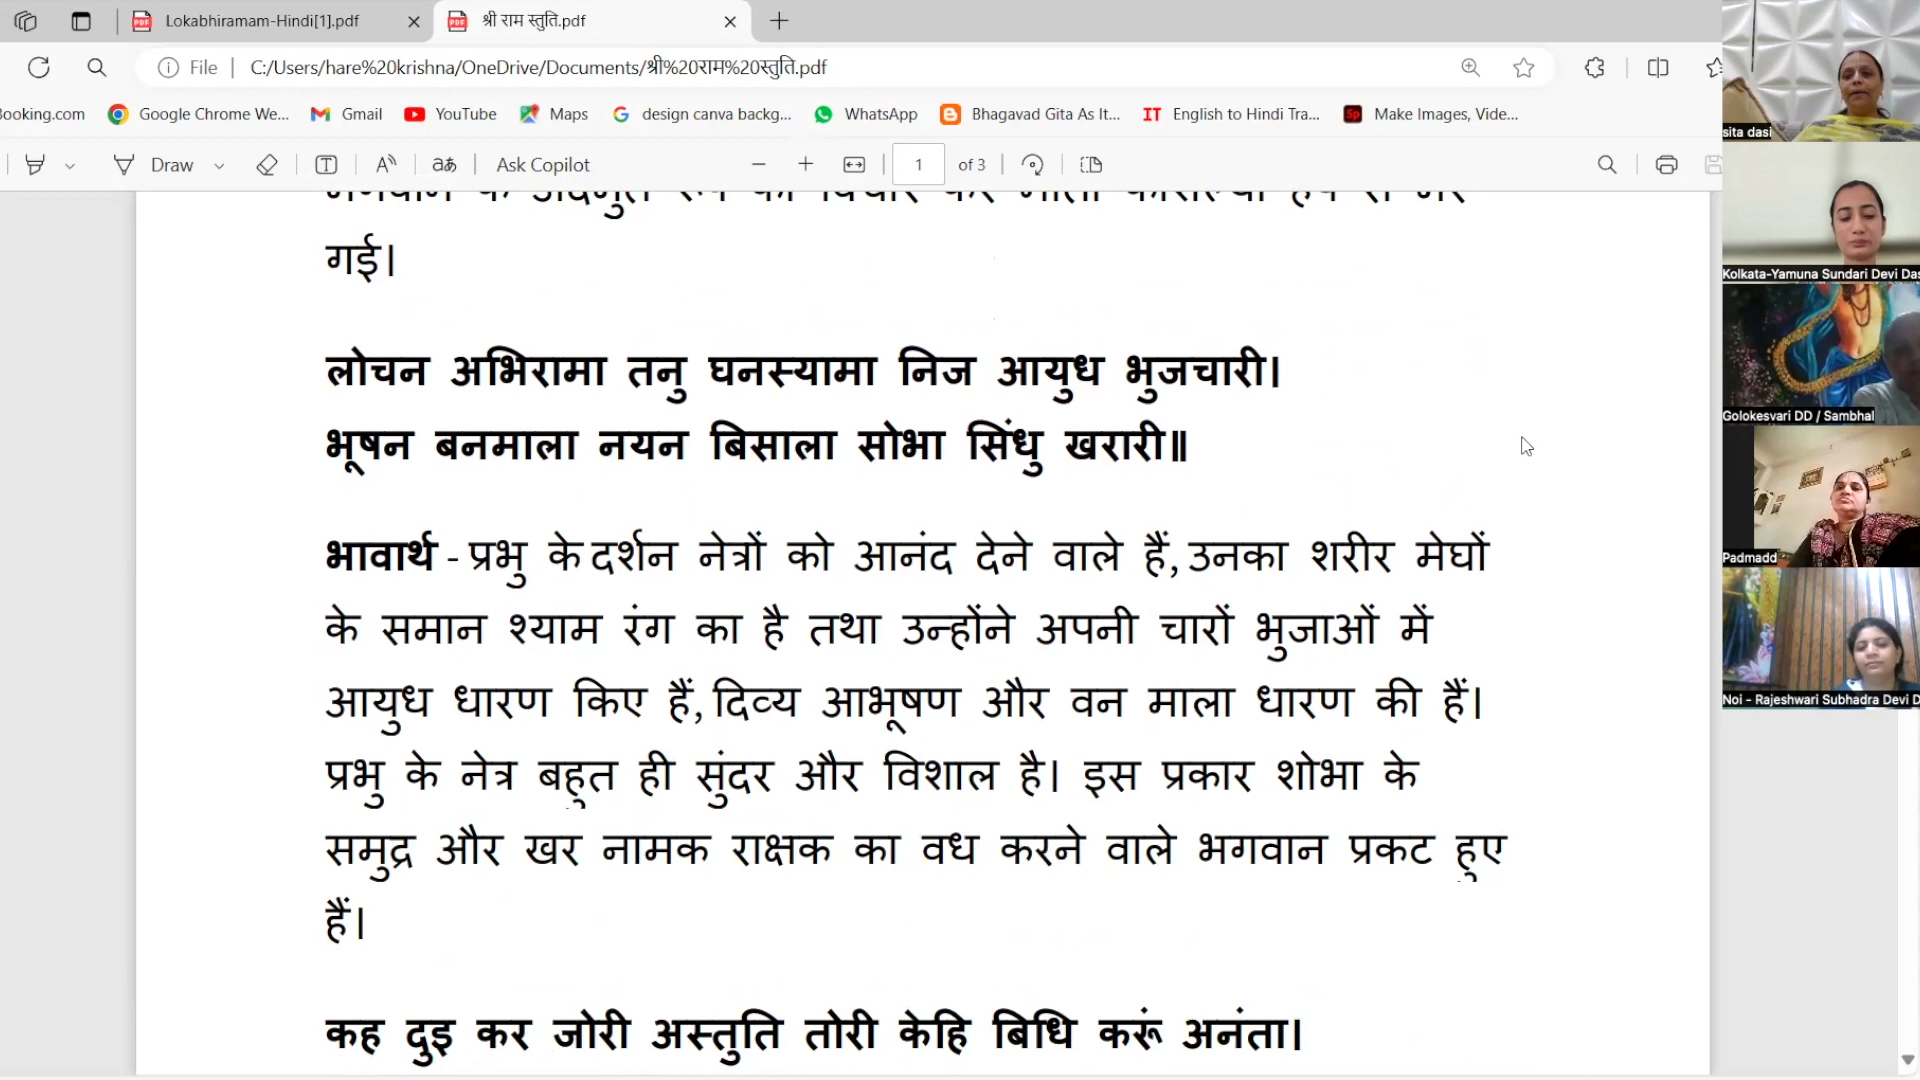 Lokabhiramam-Hindi[1].pdf
श्री राम स्तुति.pdf
File
C:/Users/hare%20krishna/OneDrive/Documents/श्री%20राम%20स्तुति.pdf
Booking.com
Google Chrome We...
Gmail
YouTube
Maps
design canva backg...
WhatsApp
Bhagavad Gita As It...
IT English to Hindi Tra...
Sp Make Images, Vide...
Draw
Ask Copilot
1 of 3
गई।
लोचन अभिरामा तनु घनस्यामा निज आयुध भुजचारी।
भूषन बनमाला नयन बिसाला सोभा सिंधु खरारी॥
भावार्थ - प्रभु के दर्शन नेत्रों को आनंद देने वाले हैं, उनका शरीर मेघों
के समान श्याम रंग का है तथा उन्होंने अपनी चारों भुजाओं में
आयुध धारण किए हैं, दिव्य आभूषण और वन माला धारण की हैं।
प्रभु के नेत्र बहुत ही सुंदर और विशाल है। इस प्रकार शोभा के
समुद्र और खर नामक राक्षक का वध करने वाले भगवान प्रकट हुए
हैं।
कह दुइ कर जोरी अस्तुति तोरी केहि बिधि करूं अनंता।
sita dasi
Kolkata-Yamuna Sundari Devi Das
Golokesvari DD / Sambhal
Padmadd
Noi - Rajeshwari Subhadra Devi D